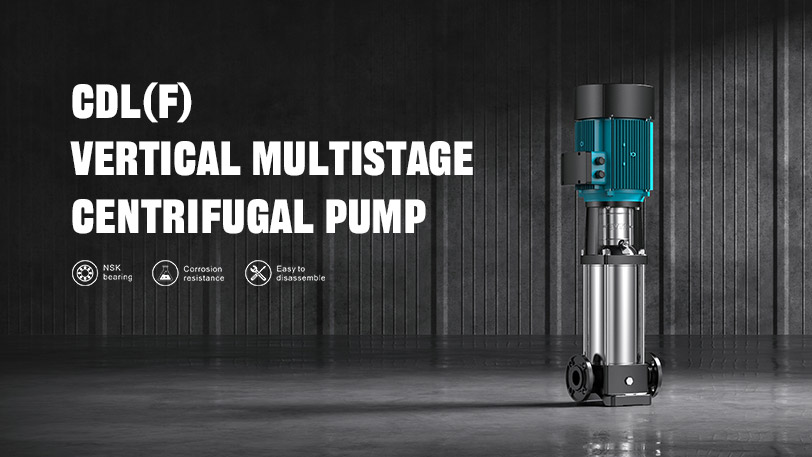 CDL(F)
VERTICAL MULTISTAGE
CENTRIFUGAL PUMP
NSK
bearing
Corrosion
resistance
Easy to
disassemble